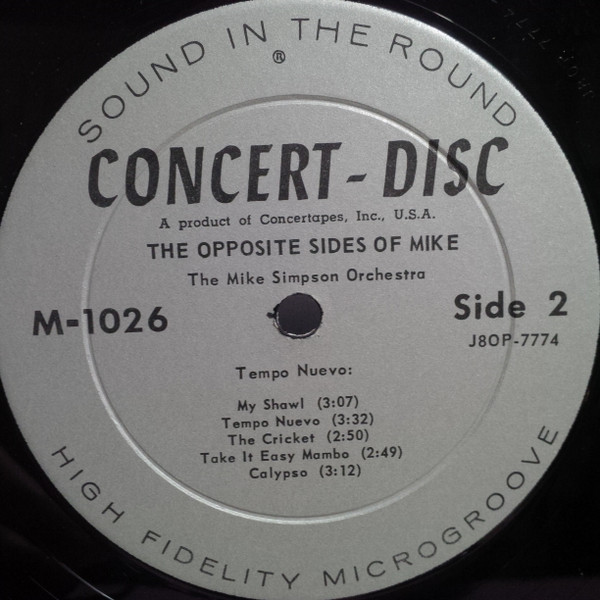 SOUND IN THE ROUND
®
CONCERT-DISC
A product of Concertapes, Inc., U.S.A.
THE OPPOSITE SIDES OF MIKE
The Mike Simpson Orchestra
M-1026
Side 2
J8OP-7774
Tempo Nuevo:
My Shawl (3:07)
Tempo Nuevo (3:32)
The Cricket (2:50)
Take It Easy Mambo (2:49)
Calypso (3:12)
HIGH FIDELITY MICROGROOVE